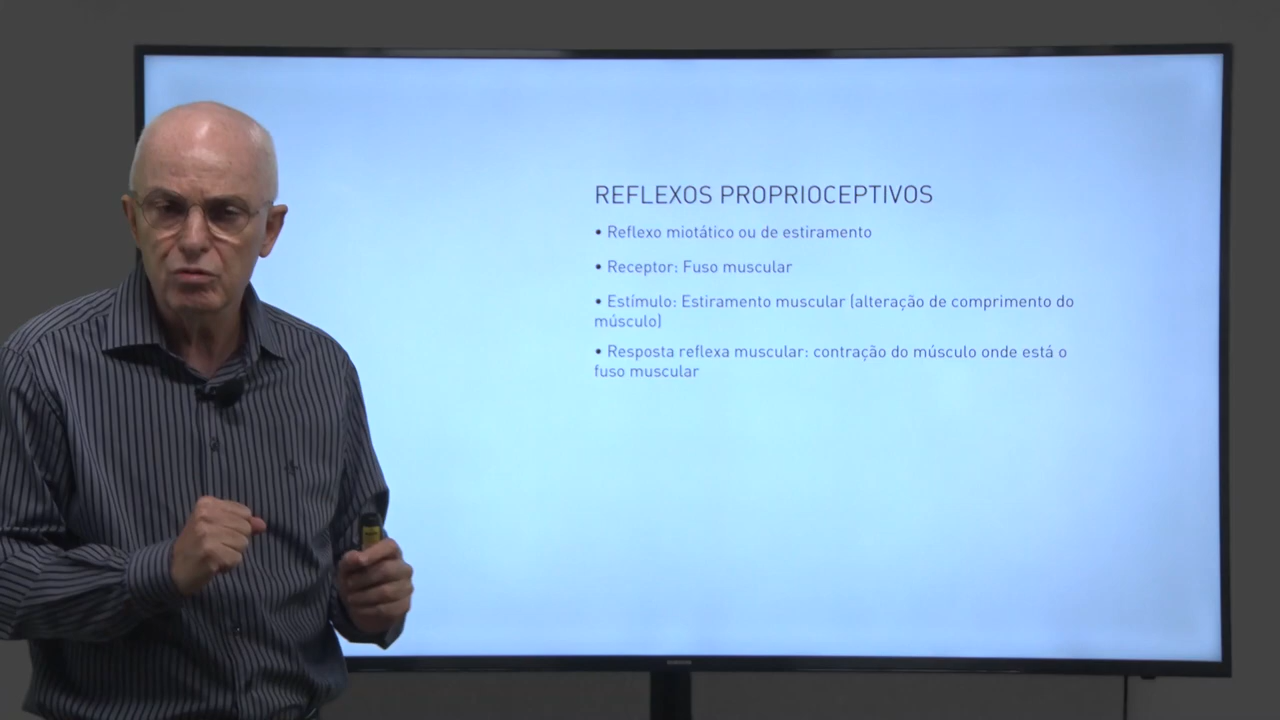 REFLEXOS PROPRIOCEPTIVOS
• Reflexo miotático ou de estiramento
• Receptor: Fuso muscular
• Estímulo: Estiramento muscular (alteração de comprimento do
músculo)
• Resposta reflexa muscular: contração do músculo onde está o
fuso muscular